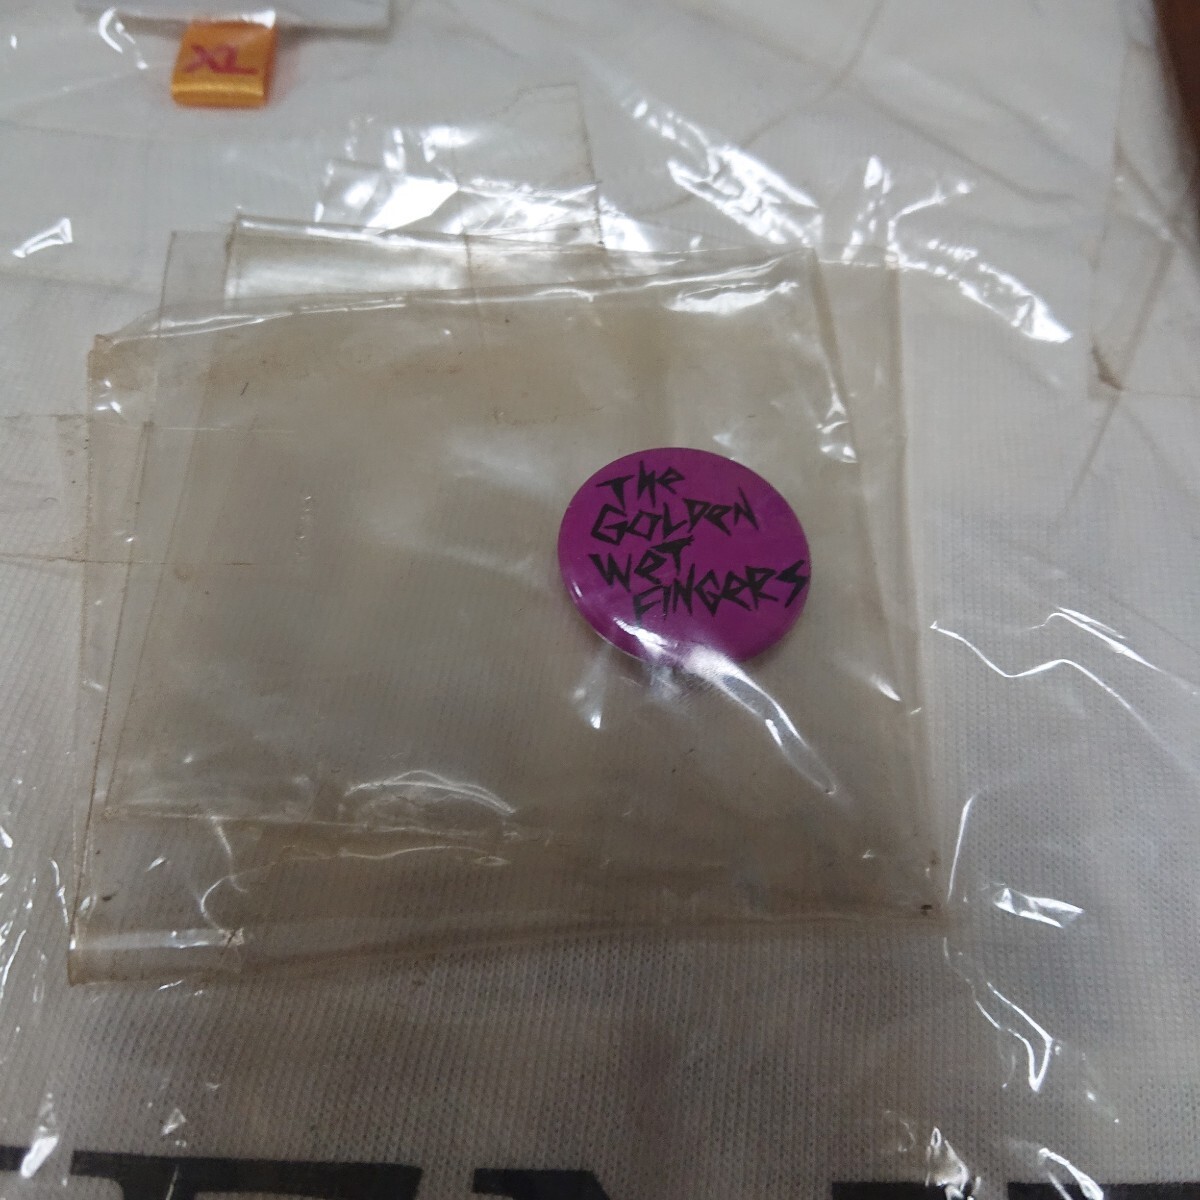 XL
THe
GOLDeN
WeT
FINGeRS